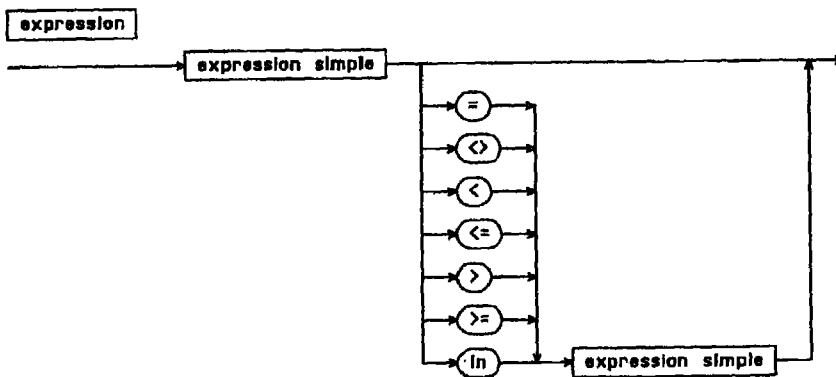 expression
expression simple
=
<>
<
<=
>
>=
in
expression simple